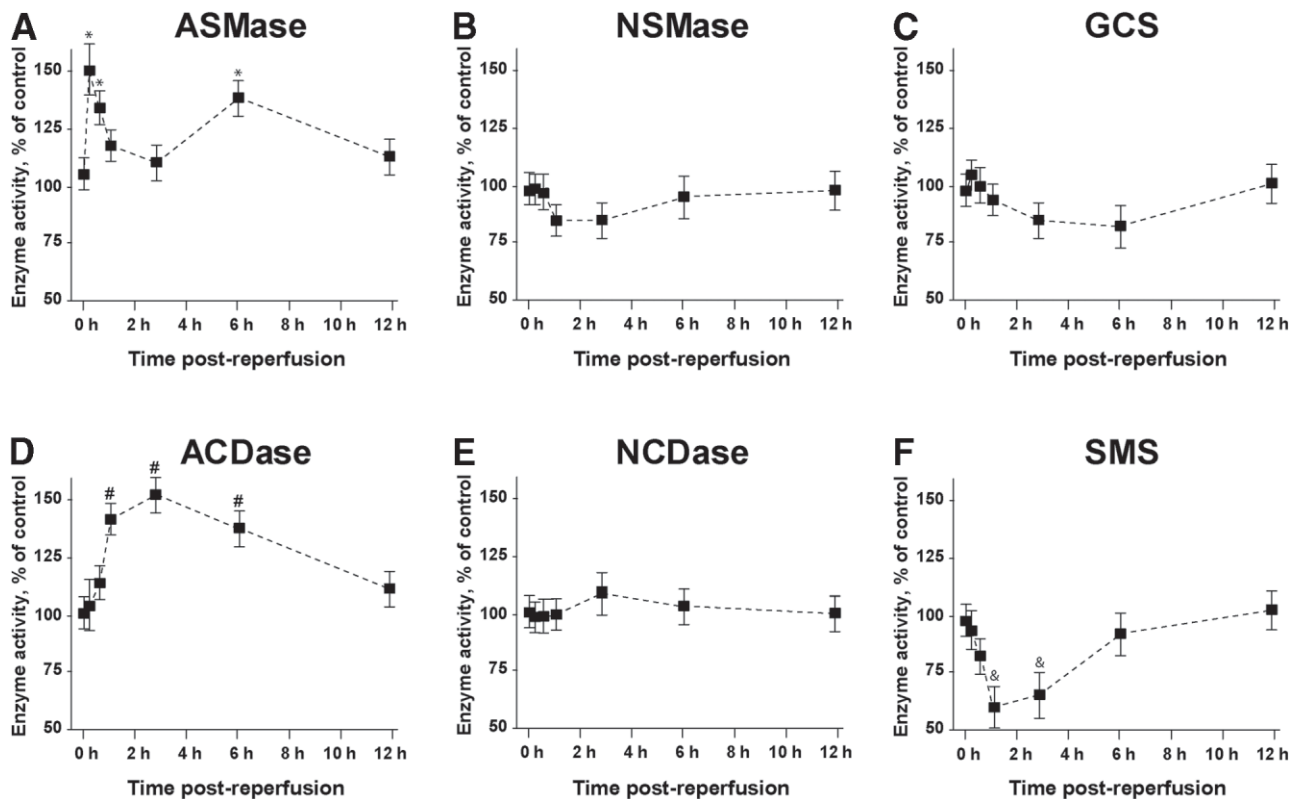 A ASMase
Enzyme activity, % of control
150
125
100
75
50
* * *
0 h 2 h 4 h 6 h 8 h 10 h 12 h
Time post-reperfusion
B NSMase
Enzyme activity, % of control
150
125
100
75
50
0 h 2 h 4 h 6 h 8 h 10 h 12 h
Time post-reperfusion
C GCS
Enzyme activity, % of control
150
125
100
75
50
0 h 2 h 4 h 6 h 8 h 10 h 12 h
Time post-reperfusion
D ACDase
Enzyme activity, % of control
150
125
100
75
50
# # #
0 h 2 h 4 h 6 h 8 h 10 h 12 h
Time post-reperfusion
E NCDase
Enzyme activity, % of control
150
125
100
75
50
0 h 2 h 4 h 6 h 8 h 10 h 12 h
Time post-reperfusion
F SMS
Enzyme activity, % of control
150
125
100
75
50
& &
0 h 2 h 4 h 6 h 8 h 10 h 12 h
Time post-reperfusion